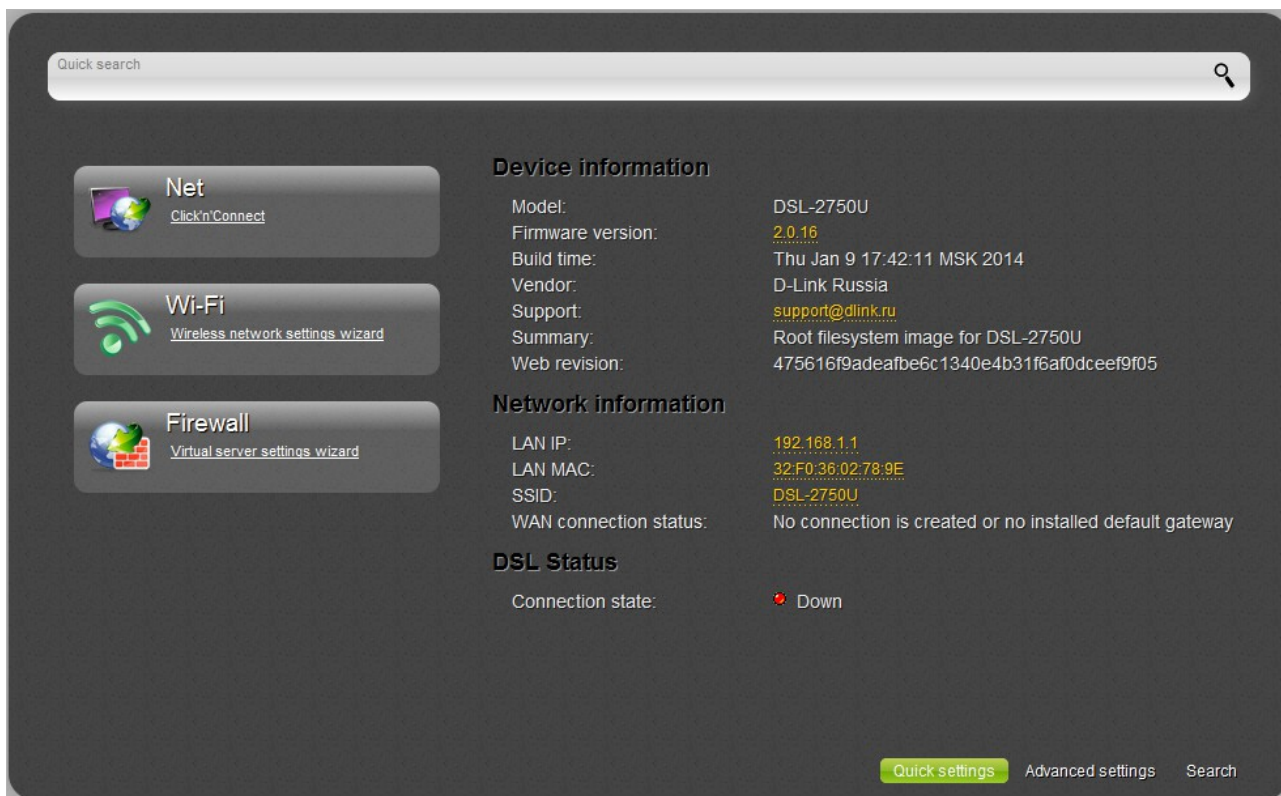 Quick search
Net
Click'n'Connect
Wi-Fi
Wireless network settings wizard
Firewall
Virtual server settings wizard
Device information
Model: DSL-2750U
Firmware version: 2.0.16
Build time: Thu Jan 9 17:42:11 MSK 2014
Vendor: D-Link Russia
Support: support@dlink.ru
Summary: Root filesystem image for DSL-2750U
Web revision: 475616f9adeafbe6c1340e4b31f6af0dceef9f05
Network information
LAN IP: 192.168.1.1
LAN MAC: 32:F0:36:02:78:9E
SSID: DSL-2750U
WAN connection status: No connection is created or no installed default gateway
DSL Status
Connection state: Down
Quick settings Advanced settings Search